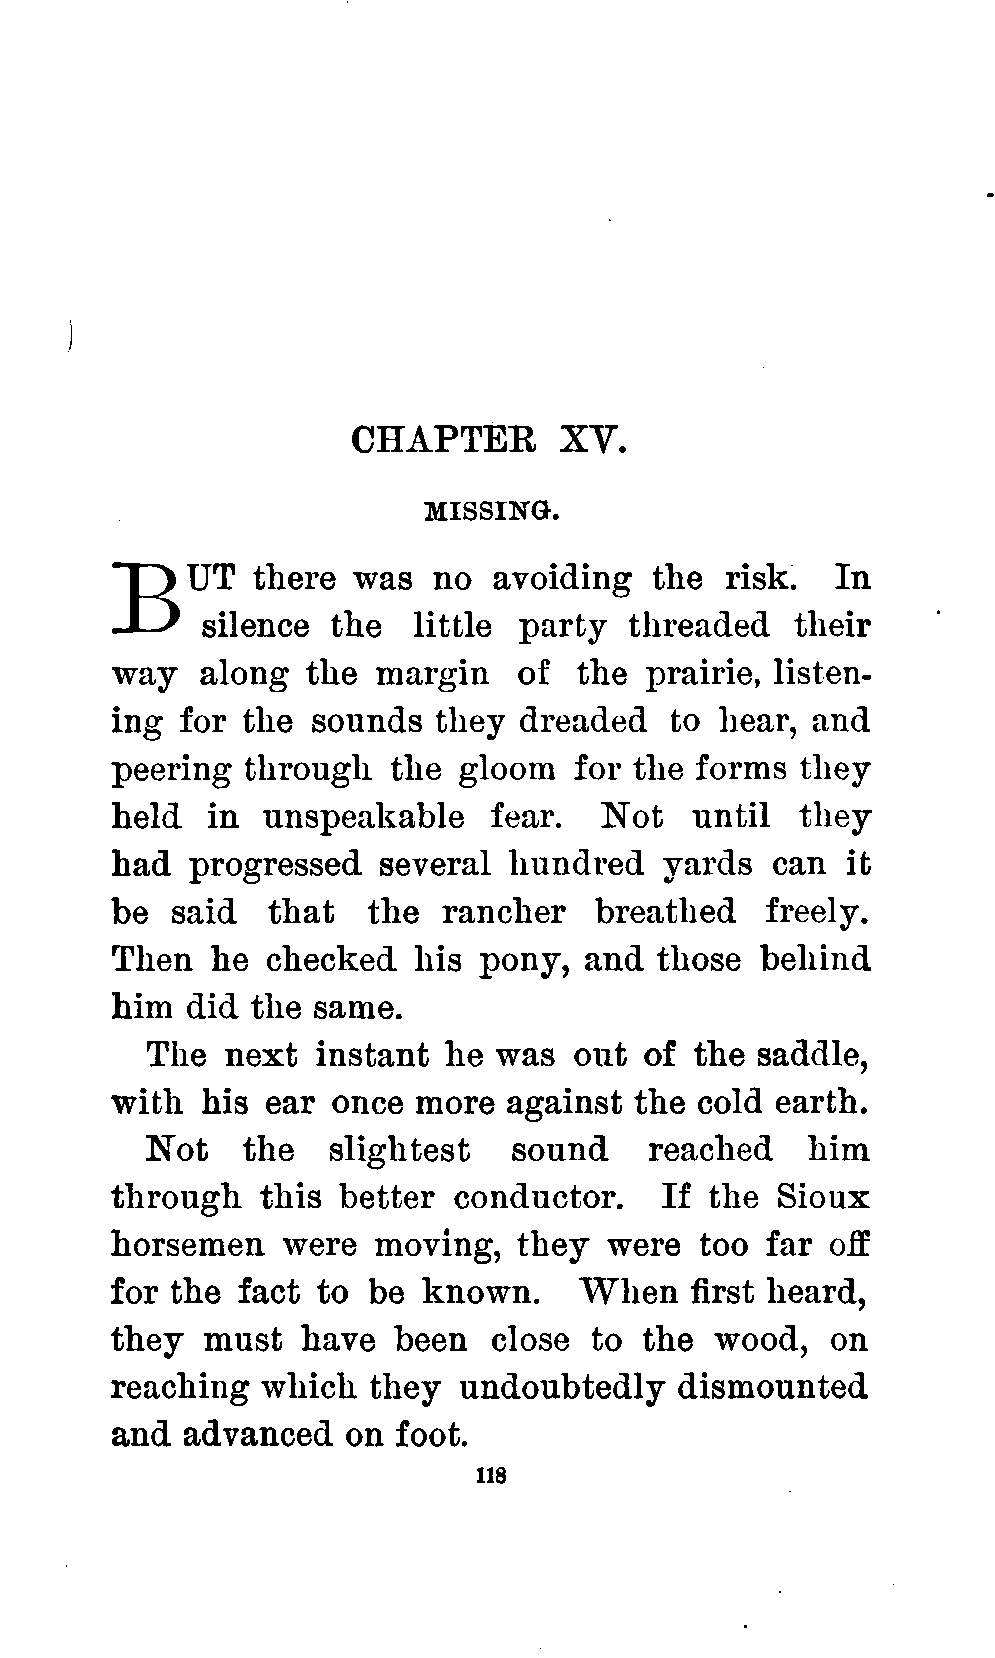 CHAPTER XV.
MISSING.
BUT there was no avoiding the risk. In
silence the little party threaded their
way along the margin of the prairie, listen-
ing for the sounds they dreaded to hear, and
peering through the gloom for the forms they
held in unspeakable fear. Not until they
had progressed several hundred yards can it
be said that the rancher breathed freely.
Then he checked his pony, and those behind
him did the same.
The next instant he was out of the saddle,
with his ear once more against the cold earth.
Not the slightest sound reached him
through this better conductor. If the Sioux
horsemen were moving, they were too far off
for the fact to be known. When first heard,
they must have been close to the wood, on
reaching which they undoubtedly dismounted
and advanced on foot.
118